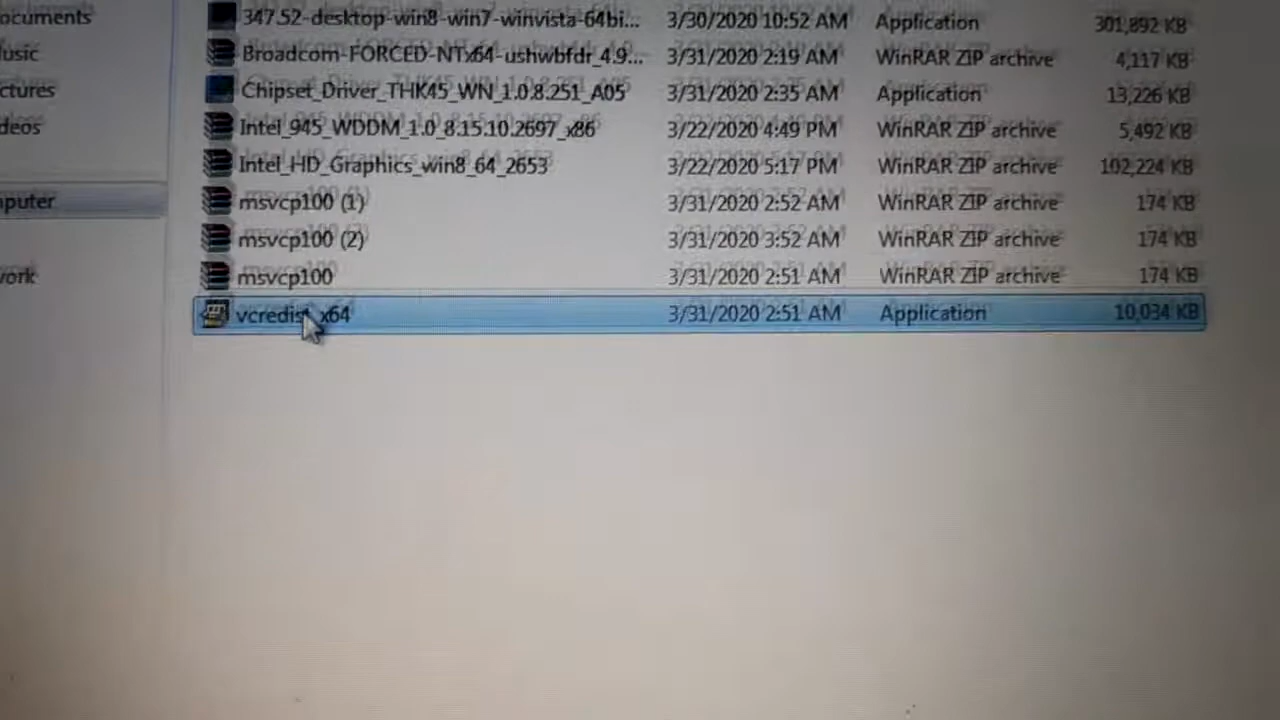 ocuments 347.52-desktop-win8-win7-winvista-64bi... 3/30/2020 10:52 AM Application 301,892 KB
usic Broadcom-FORCED-NTx64-ushwbfdr_4.9... 3/31/2020 2:19 AM WinRAR ZIP archive 4,117 KB
ctures Chipset_Driver_THK45_WN_1.0.8.251_A05 3/31/2020 2:35 AM Application 13,226 KB
deos Intel_945_WDDM_1.0_8.15.10.2697_x86 3/22/2020 4:49 PM WinRAR ZIP archive 5,492 KB
Intel_HD_Graphics_win8_64_2653 3/22/2020 5:17 PM WinRAR ZIP archive 102,224 KB
mputer msvcp100 (1) 3/31/2020 2:52 AM WinRAR ZIP archive 174 KB
msvcp100 (2) 3/31/2020 3:52 AM WinRAR ZIP archive 174 KB
work msvcp100 3/31/2020 2:51 AM WinRAR ZIP archive 174 KB
vcredist_x64 3/31/2020 2:51 AM Application 10,034 KB